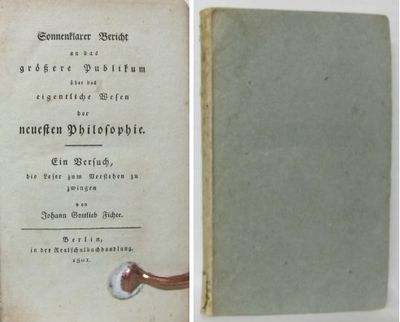 Sonnenklarer Bericht
an das
größere Publikum
über das
eigentliche Wesen
der
neuesten Philosophie.
Ein Versuch,
die Leser zum Verstehen zu
zwingen
von
Johann Gottlieb Fichte.
Berlin,
in der Realschulbuchhandlung.
1801.